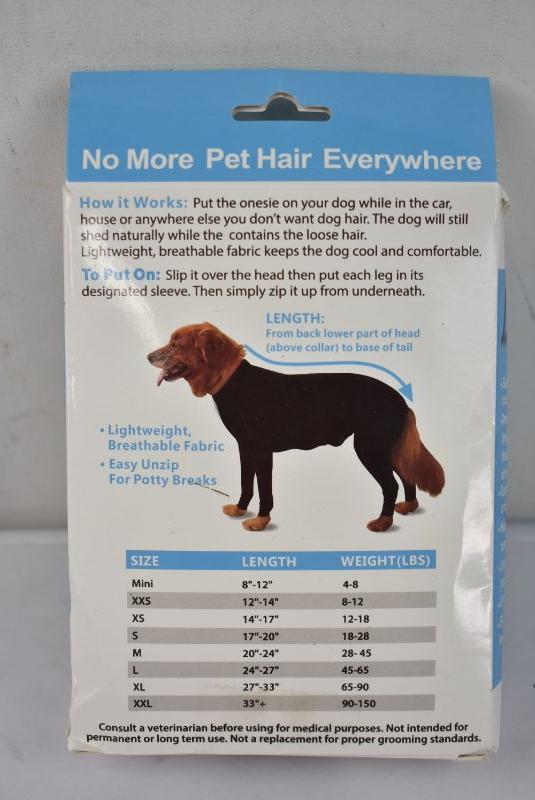 No More Pet Hair Everywhere
How it Works: Put the onesie on your dog while in the car,
house or anywhere else you don't want dog hair. The dog will still
shed naturally while the contains the loose hair.
Lightweight, breathable fabric keeps the dog cool and comfortable.
To Put On: Slip it over the head then put each leg in its
designated sleeve. Then simply zip it up from underneath.
LENGTH:
From back lower part of head
(above collar) to base of tail
• Lightweight,
Breathable Fabric
• Easy Unzip
For Potty Breaks
SIZE LENGTH WEIGHT(LBS)
Mini 8"-12" 4-8
XXS 12"-14" 8-12
XS 14"-17" 12-18
S 17"-20" 18-28
M 20"-24" 28-45
L 24"-27" 45-65
XL 27"-33" 65-90
XXL 33"+ 90-150
Consult a veterinarian before using for medical purposes. Not intended for
permanent or long term use. Not a replacement for proper grooming standards.